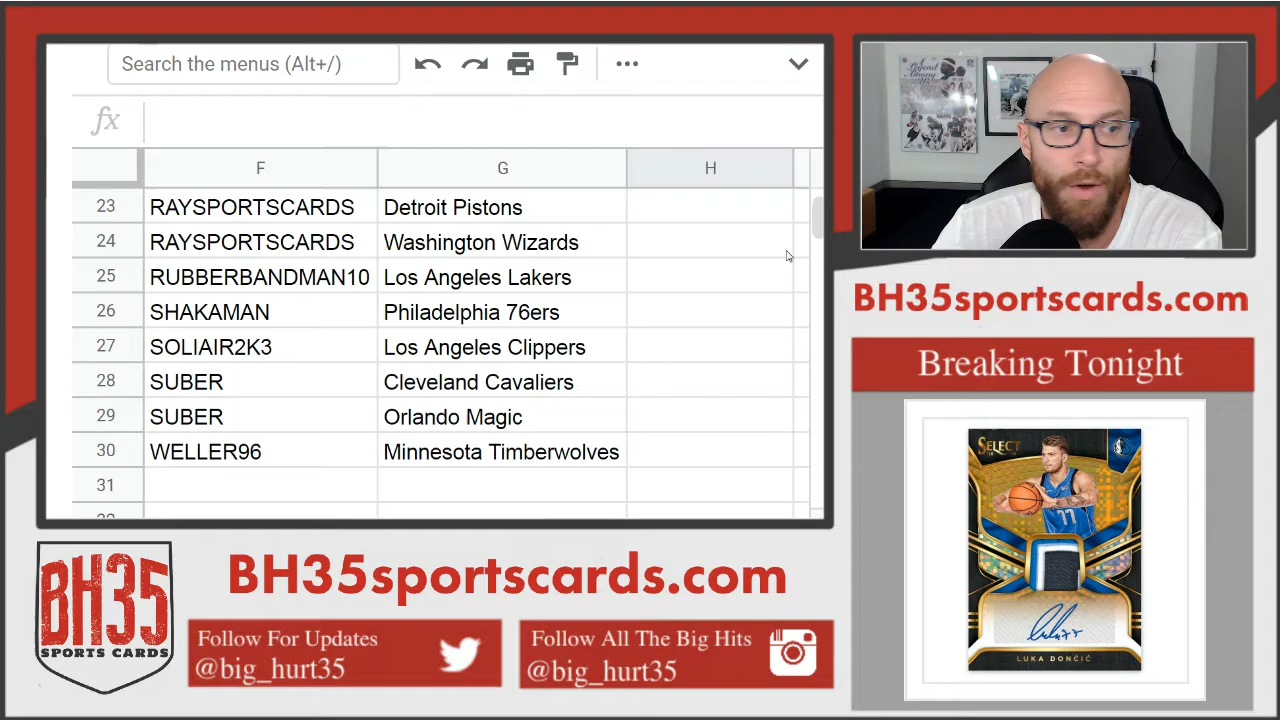 Search the menus (Alt+/)
fx
F G H
23 RAYSPORTSCARDS Detroit Pistons
24 RAYSPORTSCARDS Washington Wizards
25 RUBBERBANDMAN10 Los Angeles Lakers
26 SHAKAMAN Philadelphia 76ers
27 SOLIAIR2K3 Los Angeles Clippers
28 SUBER Cleveland Cavaliers
29 SUBER Orlando Magic
30 WELLER96 Minnesota Timberwolves
31
BH35sportscards.com
Breaking Tonight
SELECT
77
LUKA DONČIĆ
BH35
SPORTS CARDS
BH35sportscards.com
Follow For Updates
@big_hurt35
Follow All The Big Hits
@big_hurt35